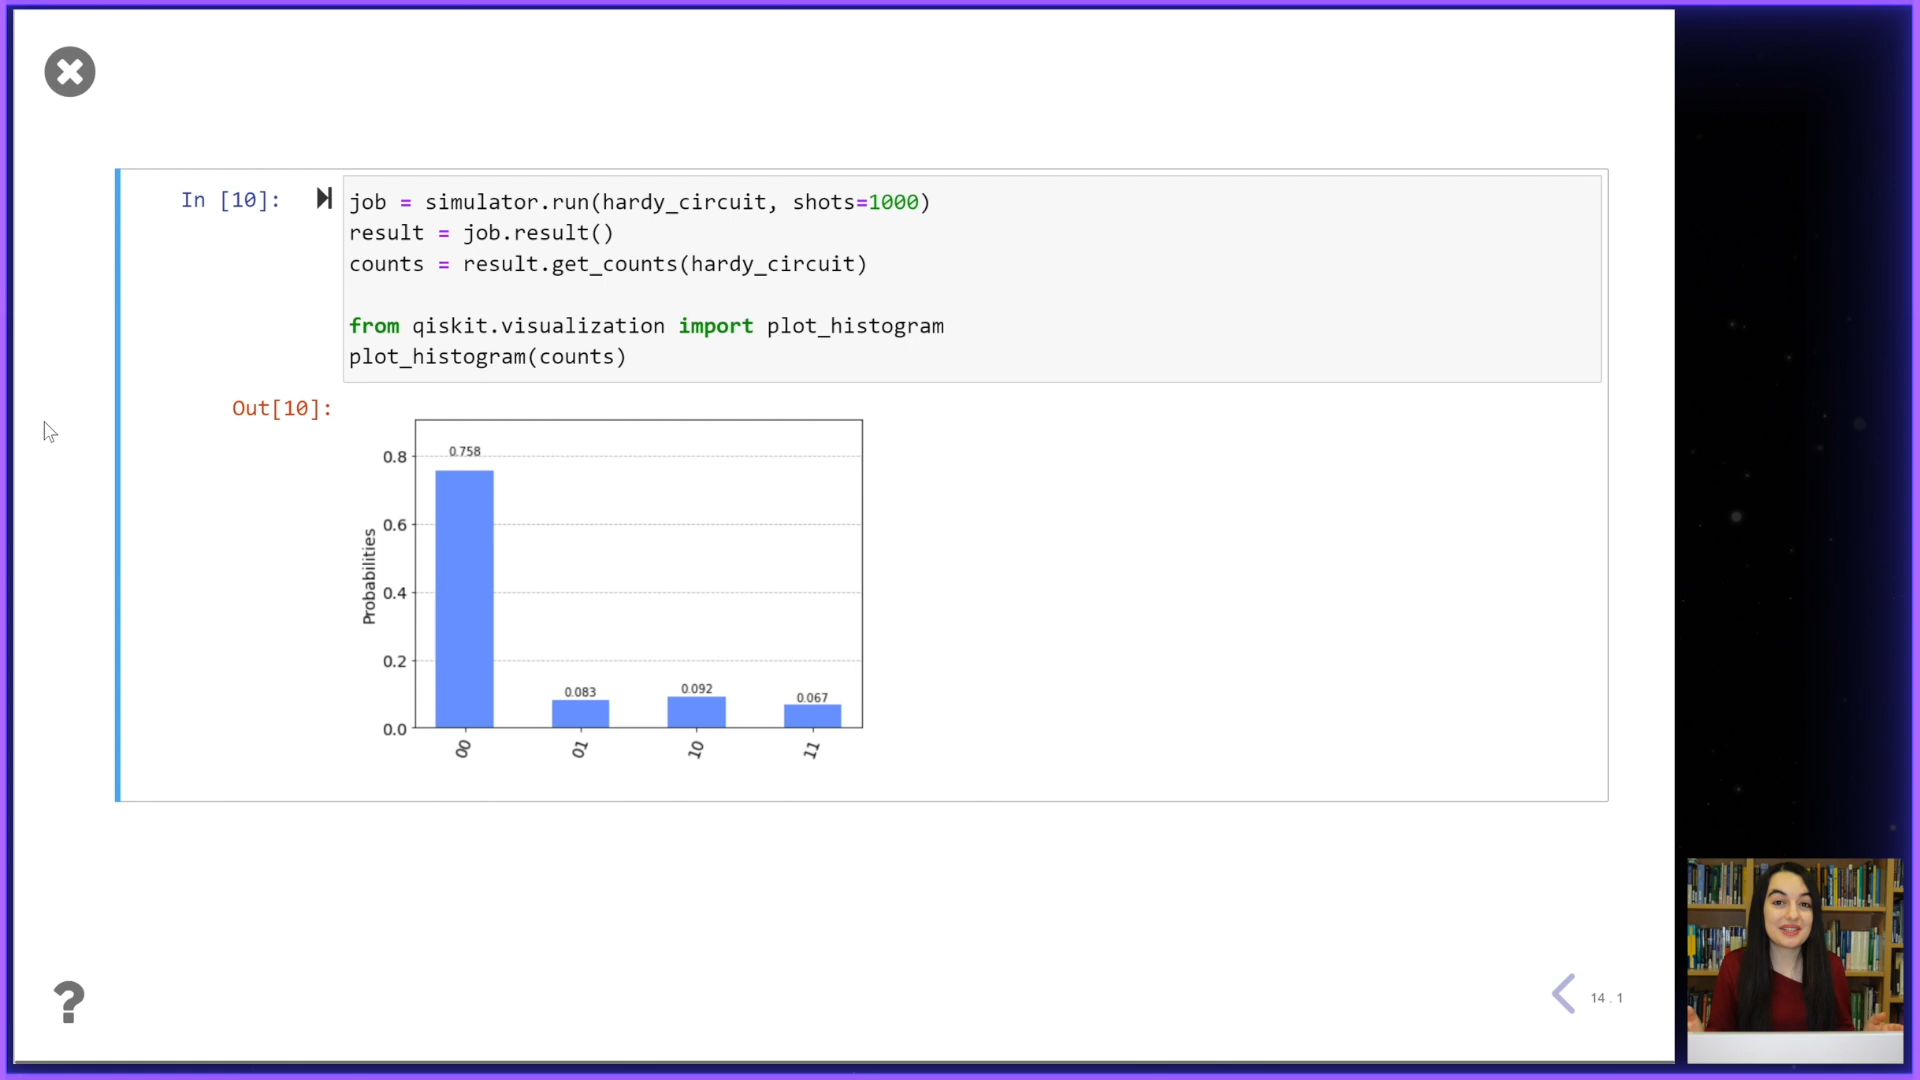 In [10]:
job = simulator.run(hardy_circuit, shots=1000)
result = job.result()
counts = result.get_counts(hardy_circuit)
from qiskit.visualization import plot_histogram
plot_histogram(counts)
Out[10]:
0.758
0.8
0.6
Probabilities
0.4
0.2
0.083
0.092
0.067
0.0
00
01
10
11
?
14.1